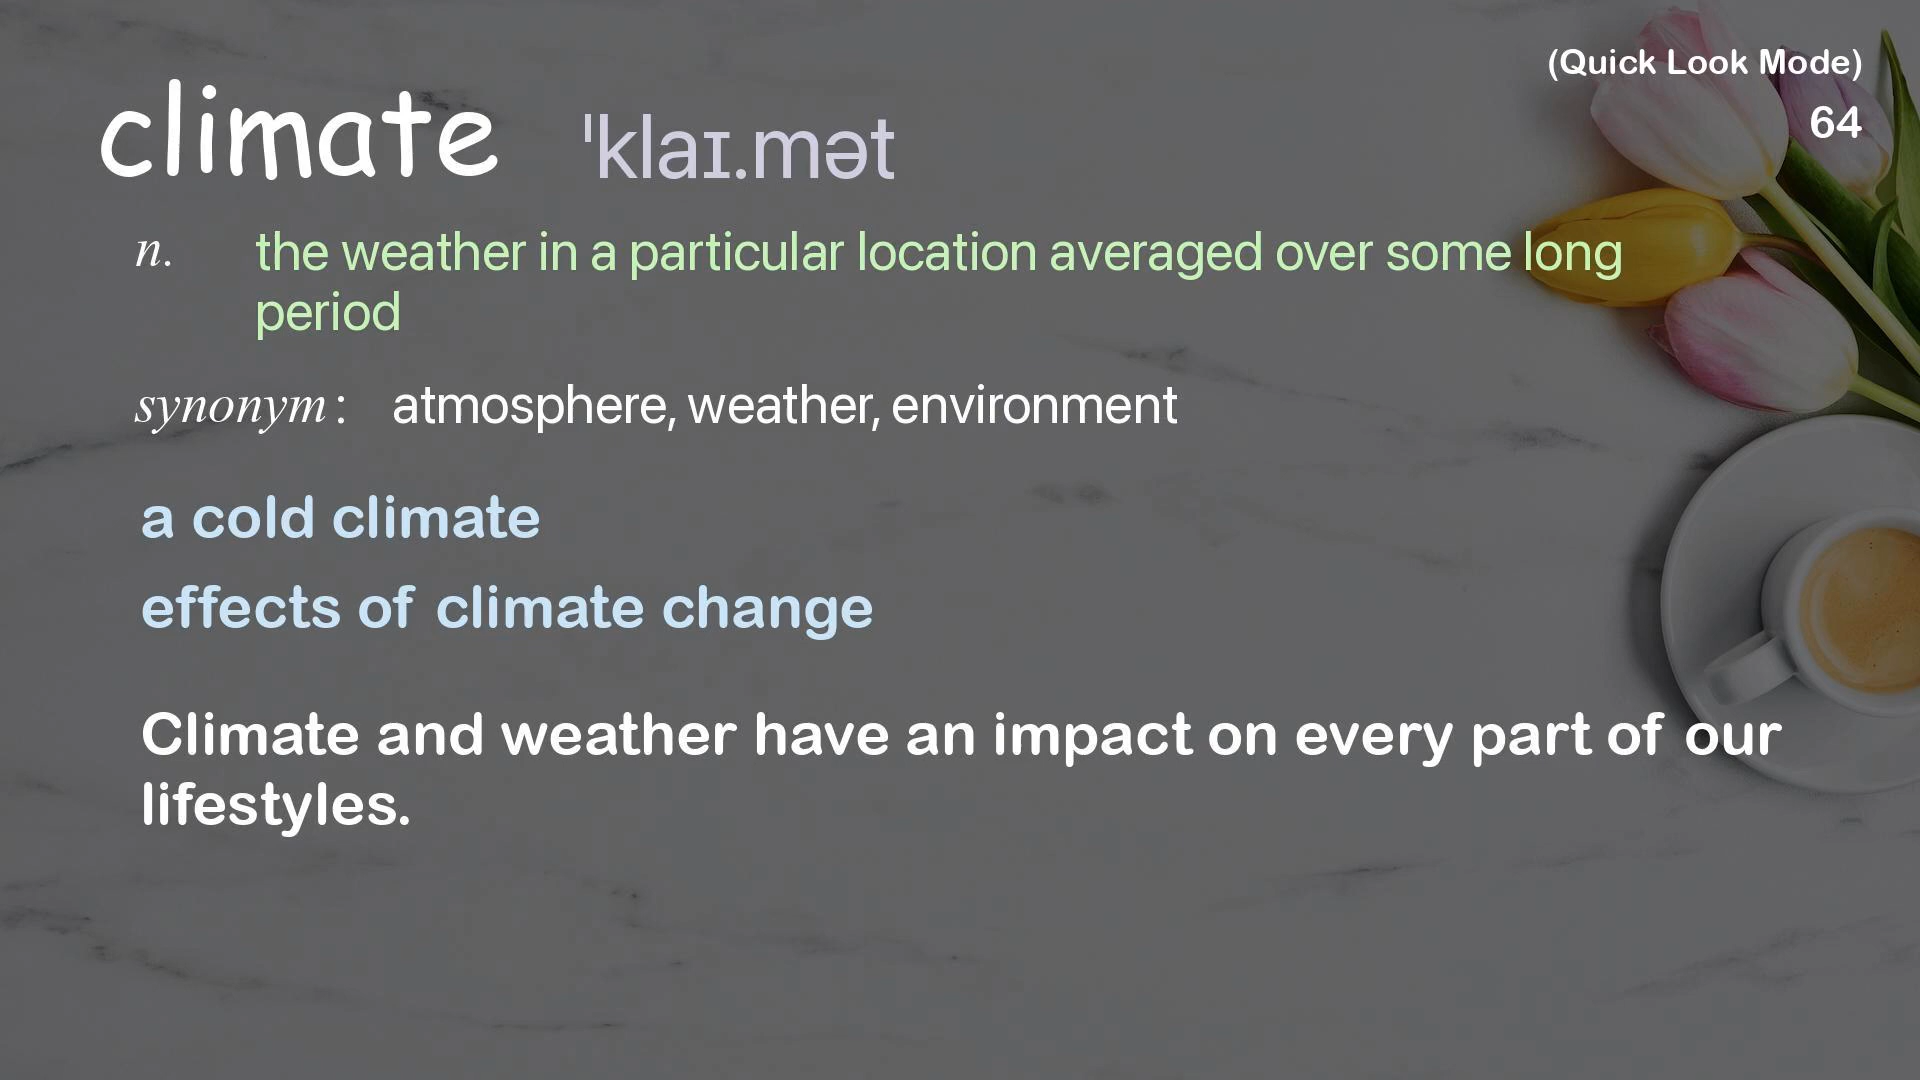 (Quick Look Mode)
64
climate ˈklaɪ.mət
n. the weather in a particular location averaged over some long
period
synonym: atmosphere, weather, environment
a cold climate
effects of climate change
Climate and weather have an impact on every part of our
lifestyles.